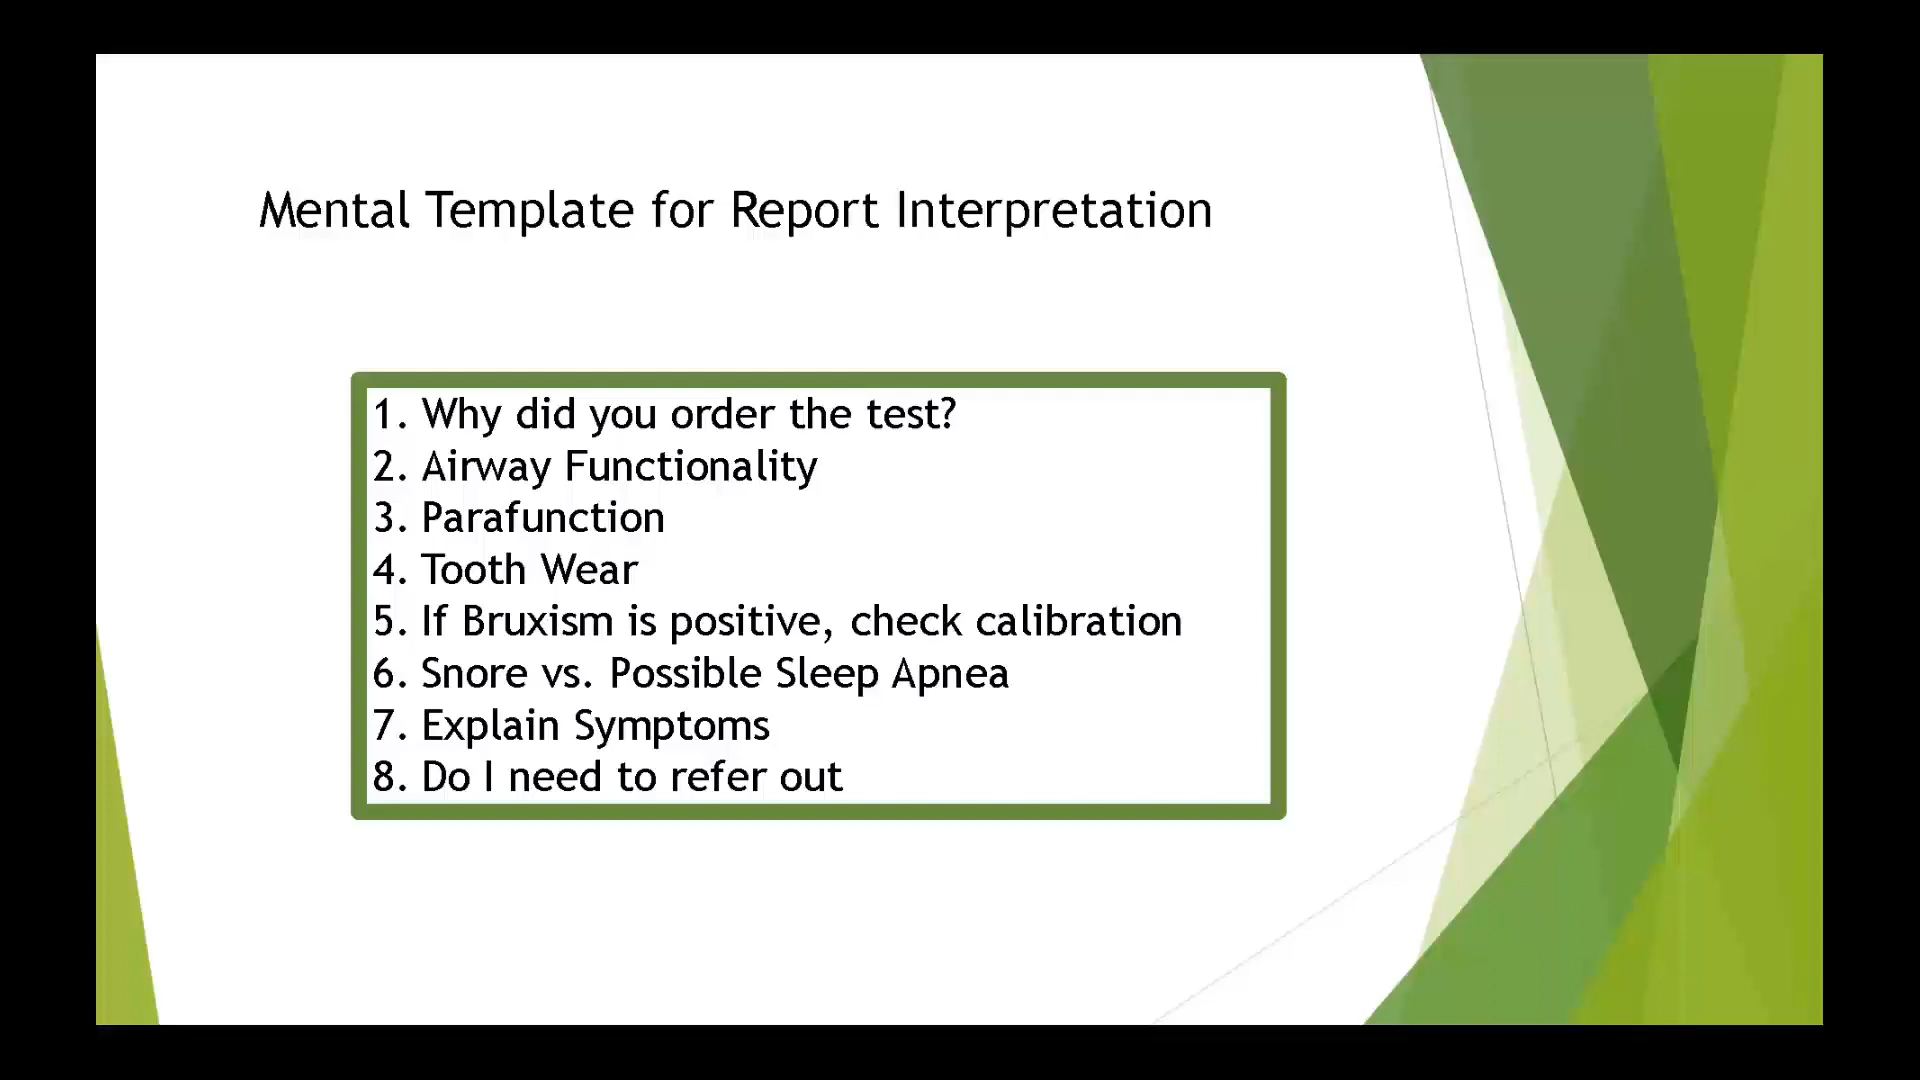 Mental Template for Report Interpretation
1. Why did you order the test?
2. Airway Functionality
3. Parafunction
4. Tooth Wear
5. If Bruxism is positive, check calibration
6. Snore vs. Possible Sleep Apnea
7. Explain Symptoms
8. Do I need to refer out